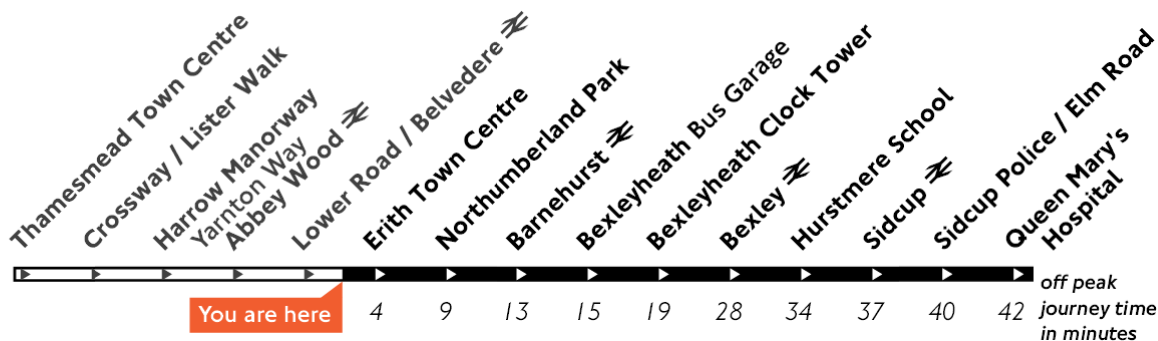 Thamesmead Town Centre
Crossway / Lister Walk
Harrow Manorway
Yarnton Way
Abbey Wood
Lower Road / Belvedere
Erith Town Centre
Northumberland Park
Barnehurst
Bexleyheath Bus Garage
Bexleyheath Clock Tower
Bexley
Hurstmere School
Sidcup
Sidcup Police / Elm Road
Queen Mary's
Hospital
You are here
4 9 13 15 19 28 34 37 40 42
off peak
journey time
in minutes